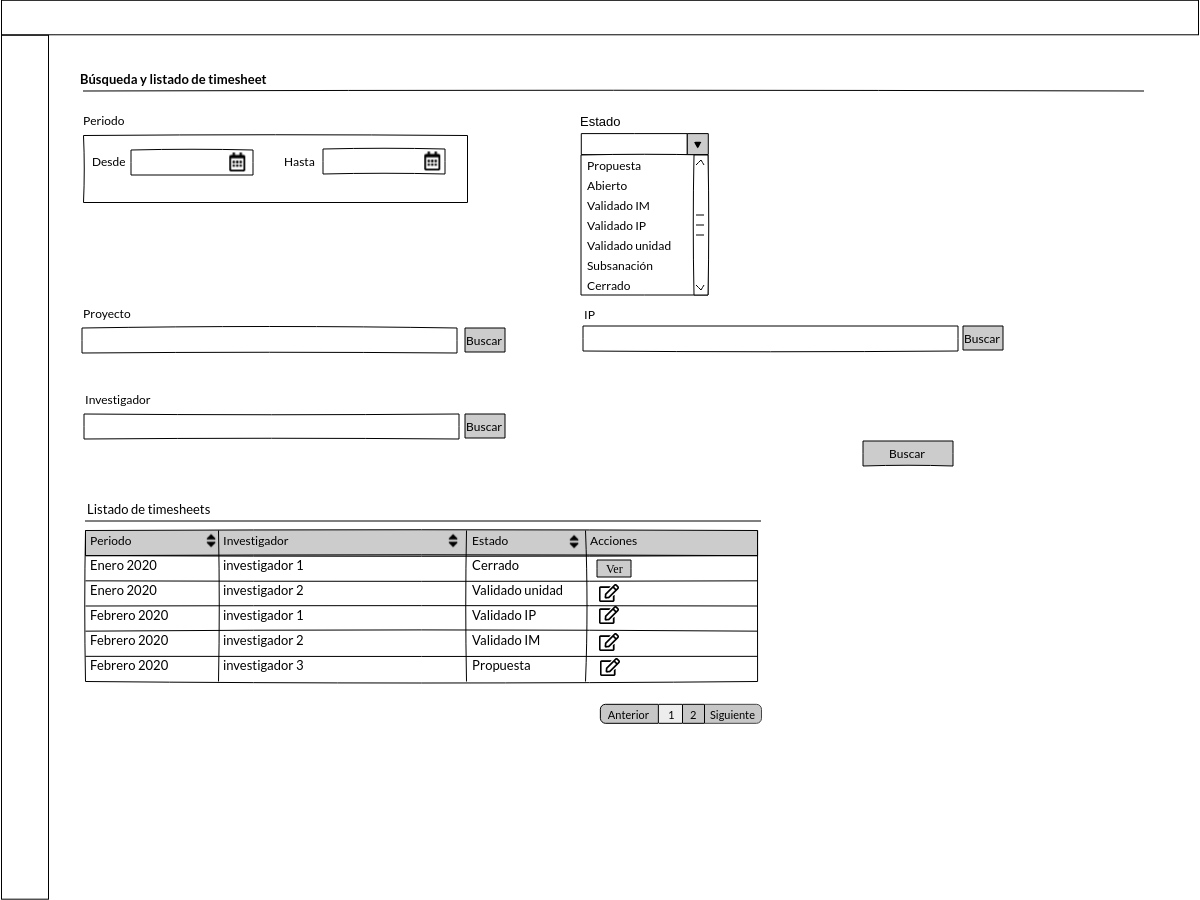 Búsqueda y listado de timesheet
Periodo
Desde
Hasta
Estado
Propuesta
Abierto
Validado IM
Validado IP
Validado unidad
Subsanación
Cerrado
Proyecto
Buscar
IP
Buscar
Investigador
Buscar
Buscar
Listado de timesheets
Periodo Investigador Estado Acciones
Enero 2020 investigador 1 Cerrado Ver
Enero 2020 investigador 2 Validado unidad
Febrero 2020 investigador 1 Validado IP
Febrero 2020 investigador 2 Validado IM
Febrero 2020 investigador 3 Propuesta
Anterior 1 2 Siguiente